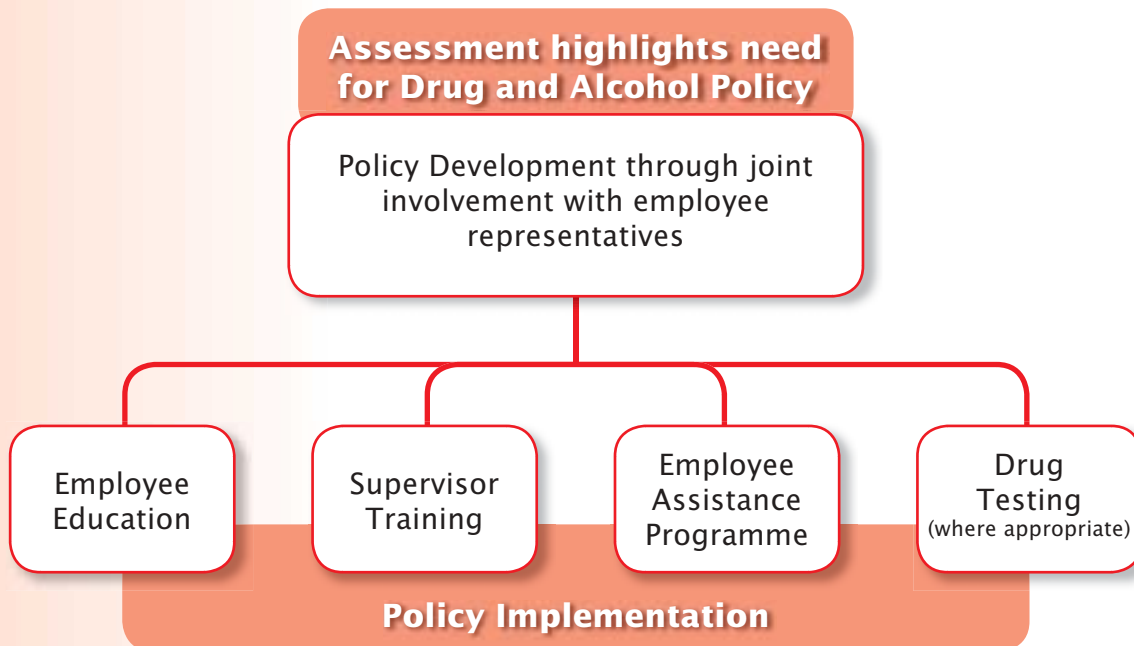 Assessment highlights need
for Drug and Alcohol Policy
Policy Development through joint
involvement with employee
representatives
Employee
Education
Supervisor
Training
Employee
Assistance
Programme
Drug
Testing
(where appropriate)
Policy Implementation